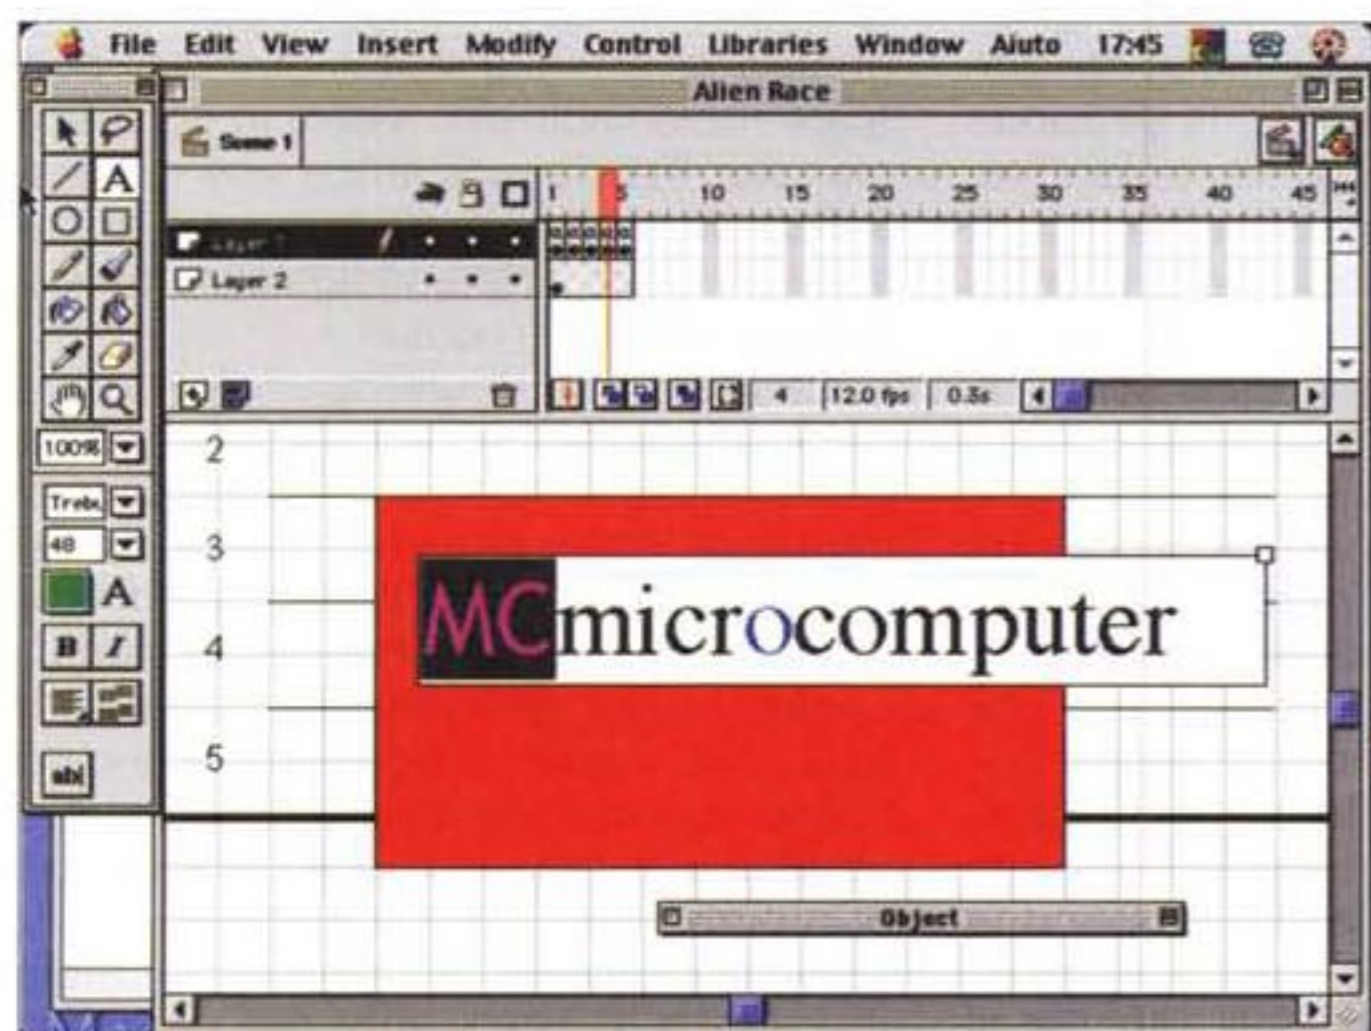 File Edit View Insert Modify Control Libraries Window Aiuto 17:45
Alien Race
Scene 1
1 5 10 15 20 25 30 35 40 45
Layer
Layer 2
4 12.0 fps 0.3s
100%
48
A
B I
abl
2
3
4
5
MCmicrocomputer
Object